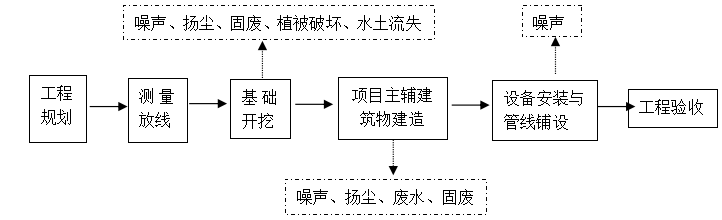 噪声、扬尘、固废、植被破坏、水土流失
噪声
工程
规划
测量
放线
基础
开挖
项目主辅建
筑物建造
设备安装与
管线铺设
工程验收
噪声、扬尘、废水、固废